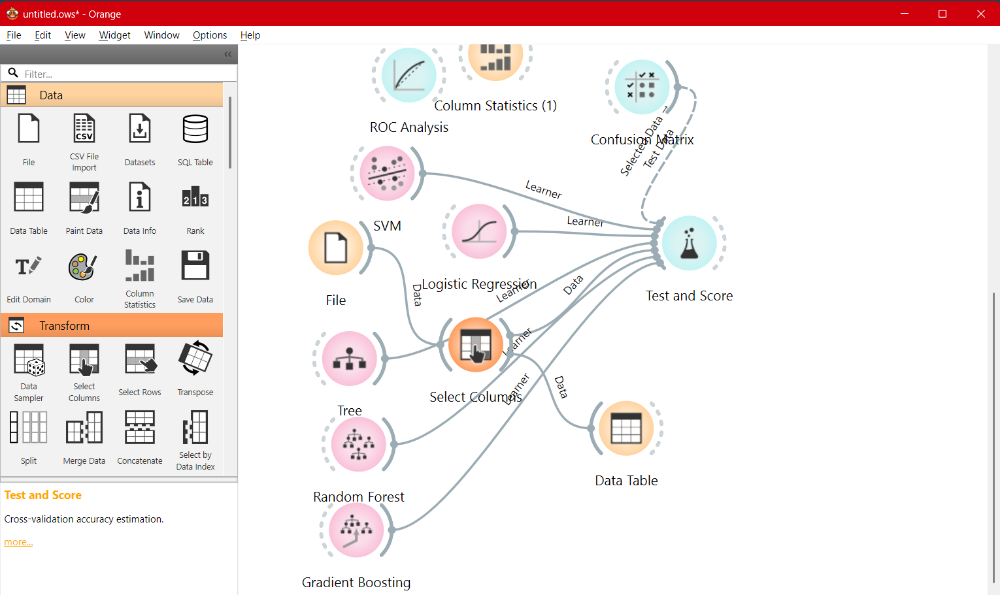 untitled.ows* - Orange
File Edit View Widget Window Options Help
Filter...
Data
File
CSV File
Import
Datasets
SQL Table
Data Table
Paint Data
Data Info
Rank
Edit Domain
Color
Column
Statistics
Save Data
Transform
Data
Sampler
Select
Columns
Select Rows
Transpose
Split
Merge Data
Concatenate
Select by
Data Index
Test and Score
Cross-validation accuracy estimation.
more...
Column Statistics (1)
ROC Analysis
Confusion Matrix
Selected Data →
Test Data
Learner
SVM
Learner
Logistic Regression
Learner
Data
Test and Score
File
Data
Learner
Select Columns
Learner
Data
Tree
Random Forest
Data Table
Gradient Boosting
CSV
2 1 3